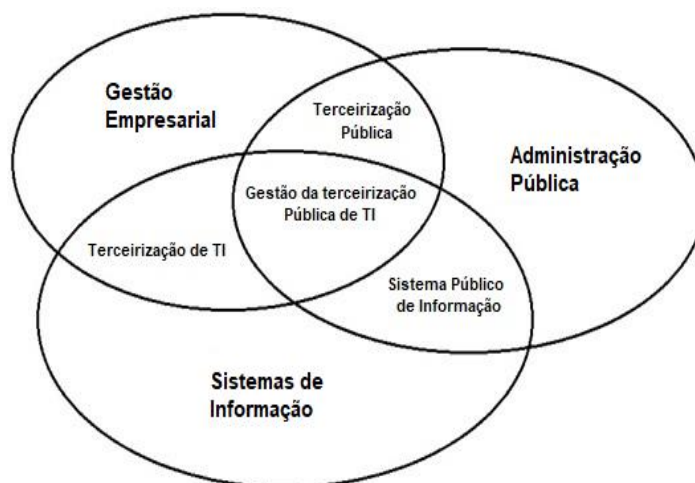 Gestão
Empresarial
Terceirização
Pública
Administração
Pública
Gestão da terceirização
Pública de TI
Terceirização de TI
Sistema Público
de Informação
Sistemas de
Informação